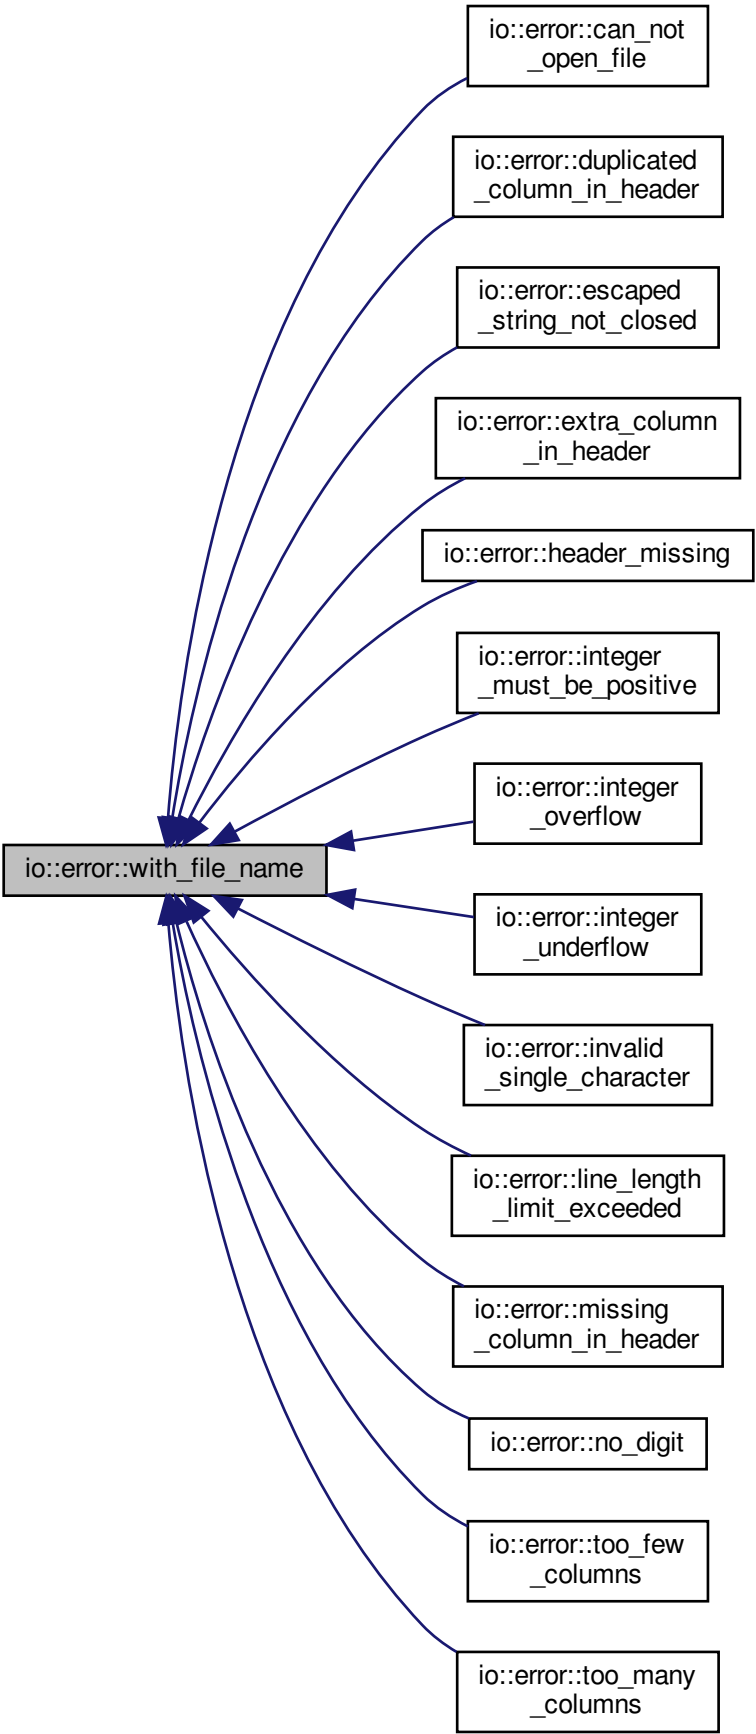 io::error::can_not
_open_file
io::error::duplicated
_column_in_header
io::error::escaped
_string_not_closed
io::error::extra_column
_in_header
io::error::header_missing
io::error::integer
_must_be_positive
io::error::integer
_overflow
io::error::with_file_name
io::error::integer
_underflow
io::error::invalid
_single_character
io::error::line_length
_limit_exceeded
io::error::missing
_column_in_header
io::error::no_digit
io::error::too_few
_columns
io::error::too_many
_columns